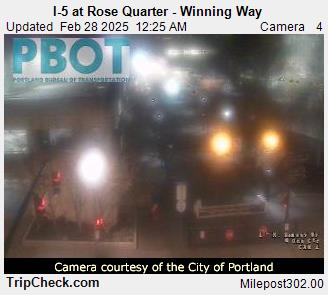 I-5 at Rose Quarter - Winning Way
Updated Feb 28 2025 12:25 AM Camera 4
PBOT
PORTLAND BUREAU OF TRANSPORTATION
Camera courtesy of the City of Portland
TripCheck.com Milepost302.00